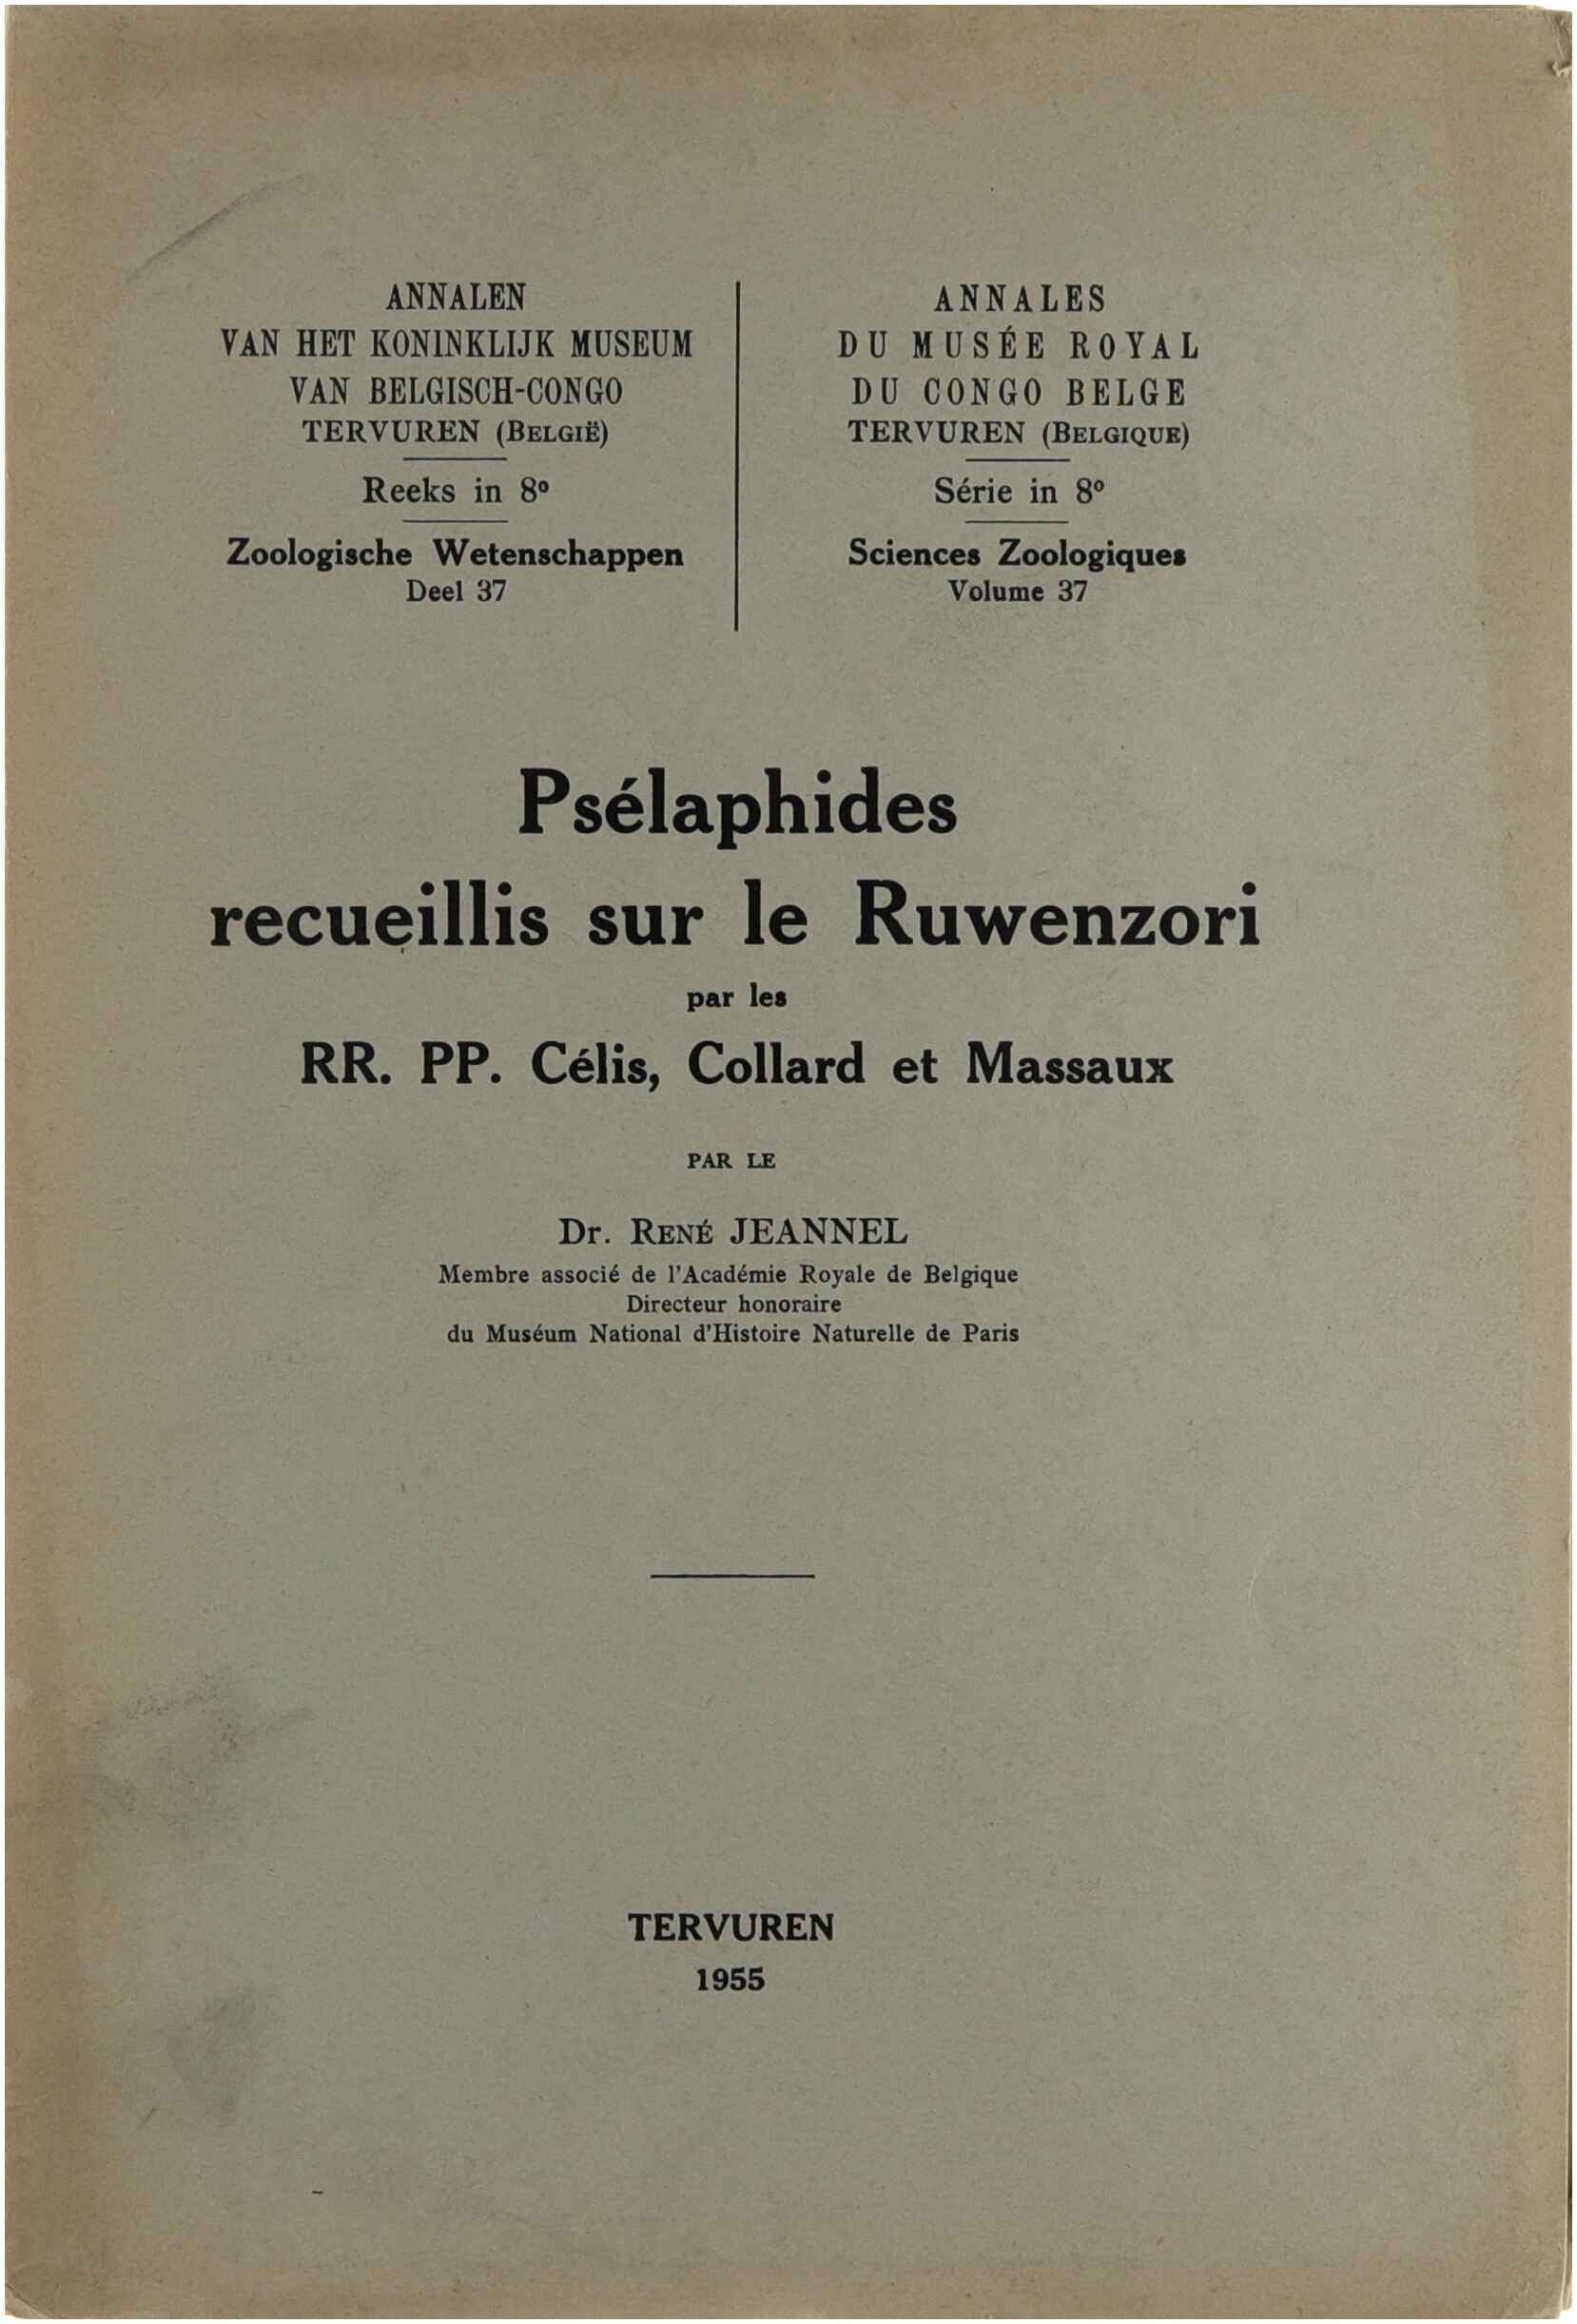 ANNALEN
VAN HET KONINKLIJK MUSEUM
VAN BELGISCH-CONGO
TERVUREN (BELGIË)
Reeks in 8º
Zoologische Wetenschappen
Deel 37
ANNALES
DU MUSÉE ROYAL
DU CONGO BELGE
TERVUREN (BELGIQUE)
Série in 8º
Sciences Zoologiques
Volume 37
Psélaphides
recueillis sur le Ruwenzori
par les
RR. PP. Célis, Collard et Massaux
PAR LE
Dr. RENÉ JEANNEL
Membre associé de l'Académie Royale de Belgique
Directeur honoraire
du Muséum National d'Histoire Naturelle de Paris
TERVUREN
1955